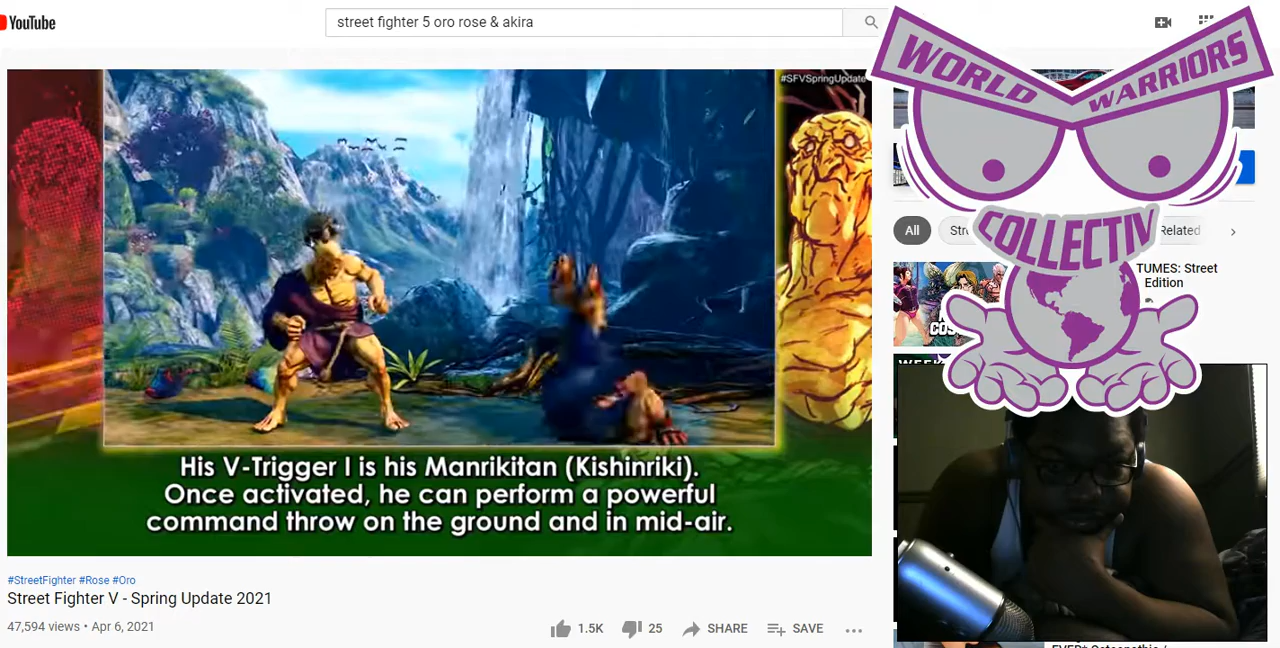 YouTube
street fighter 5 oro rose & akira
#SFVSpringUpdate
WORLD WARRIORS
COLLECTIV
All
Related
TUMES: Street
Edition
His V-Trigger I is his Manrikitan (Kishinriki).
Once activated, he can perform a powerful
command throw on the ground and in mid-air.
#StreetFighter #Rose #Oro
Street Fighter V - Spring Update 2021
47,594 views • Apr 6, 2021
1.5K
25
SHARE
SAVE